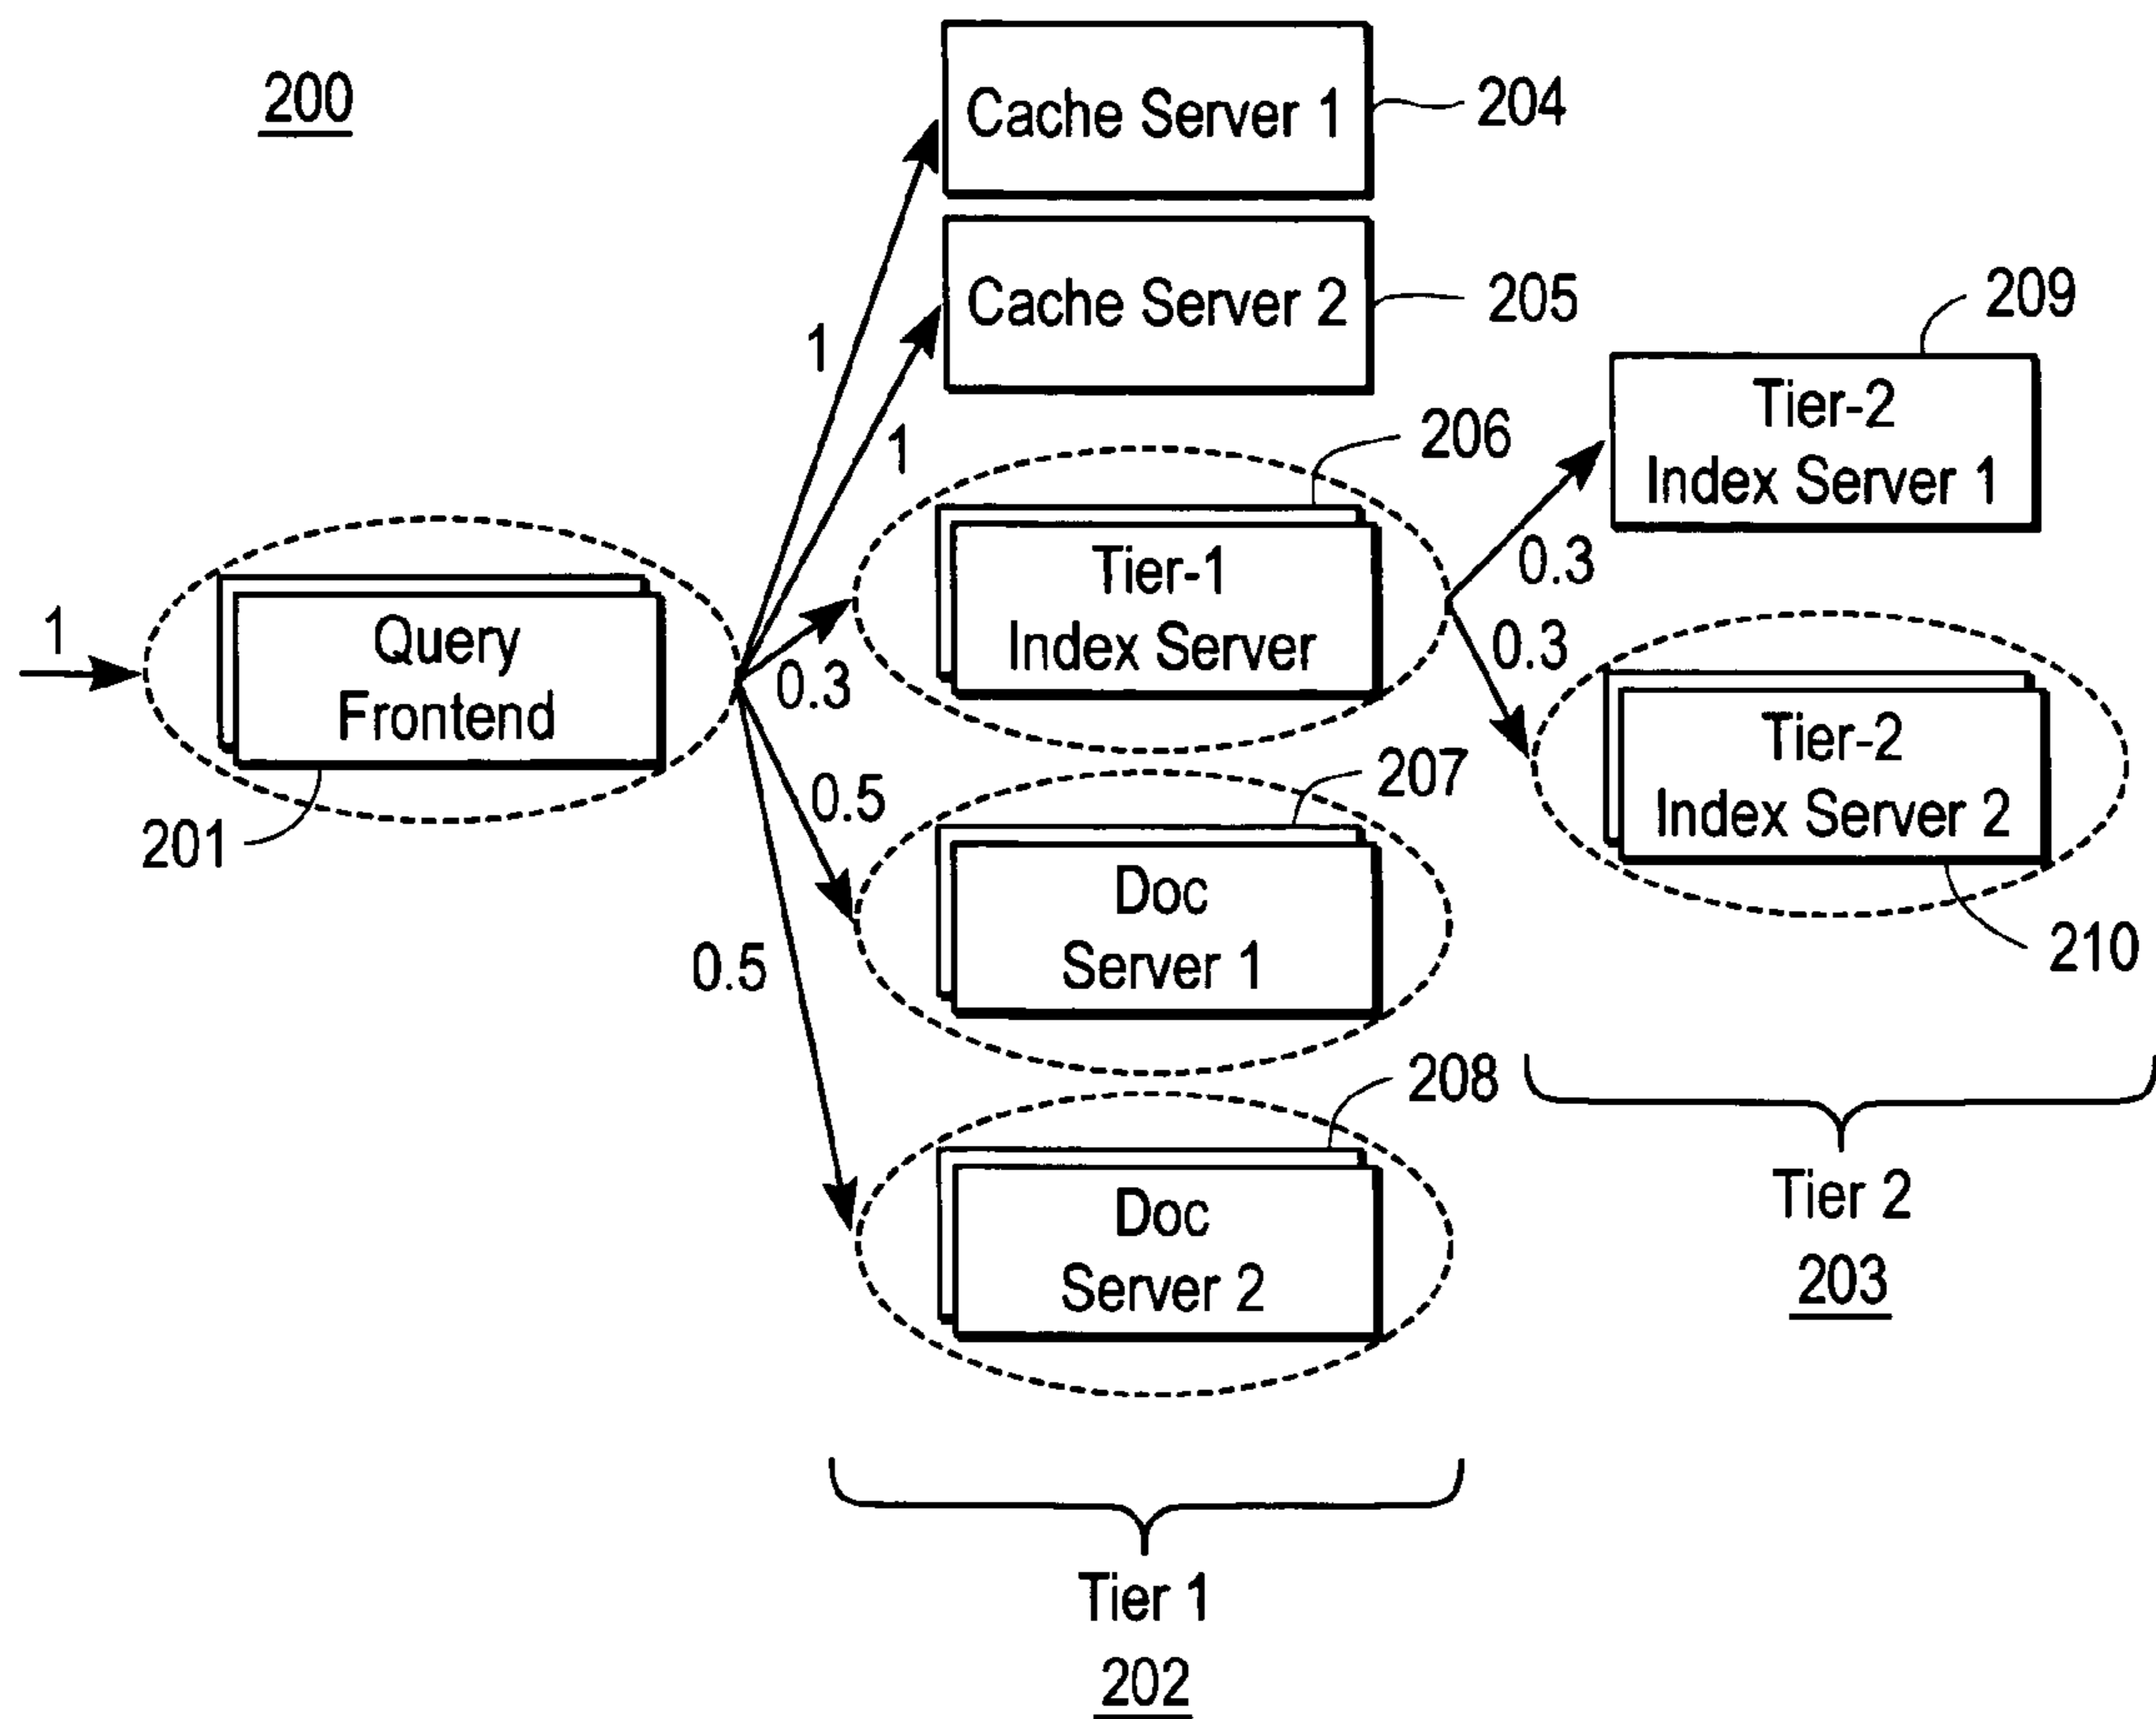 200
Cache Server 1
204
Cache Server 2
205
209
1
1
Tier-2
Index Server 1
206
Tier-1
Index Server
0.3
0.3
1
Query
Frontend
201
0.3
Tier-2
Index Server 2
210
207
0.5
Doc
Server 1
0.5
208
Doc
Server 2
Tier 2
203
Tier 1
202